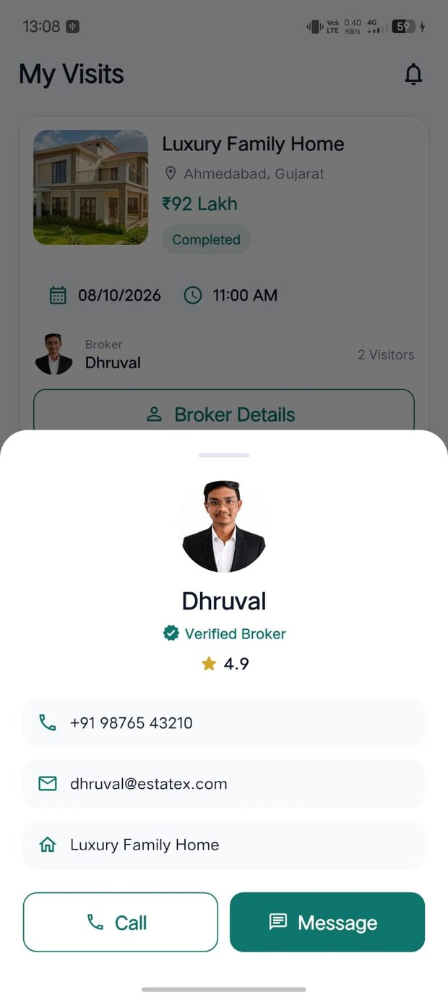 13:08
Vo) 0.40 4G
LTE KB/s 59
My Visits
Luxury Family Home
Ahmedabad, Gujarat
₹92 Lakh
Completed
08/10/2026 11:00 AM
Broker
Dhruval
2 Visitors
Broker Details
Dhruval
Verified Broker
4.9
+91 98765 43210
dhruval@estatex.com
Luxury Family Home
Call
Message